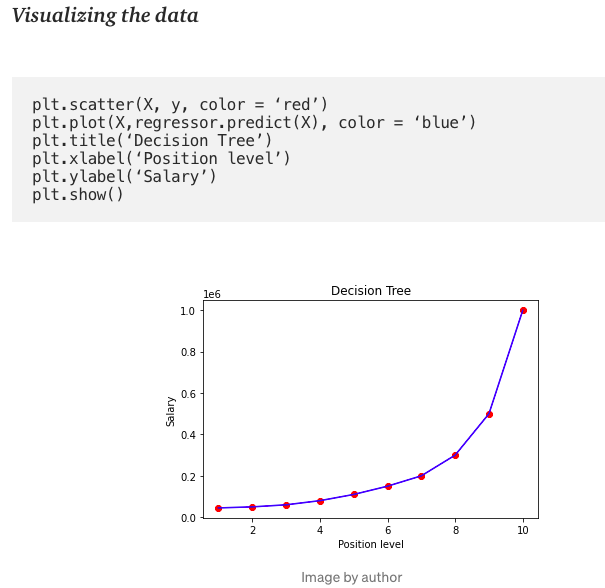 Visualizing the data
plt.scatter(X, y, color = ‘red’)
plt.plot(X,regressor.predict(X), color = ‘blue’)
plt.title(‘Decision Tree’)
plt.xlabel(‘Position level’)
plt.ylabel(‘Salary’)
plt.show()
Decision Tree
1e6
1.0
0.8
0.6
0.4
0.2
0.0
Salary
2 4 6 8 10
Position level
Image by author